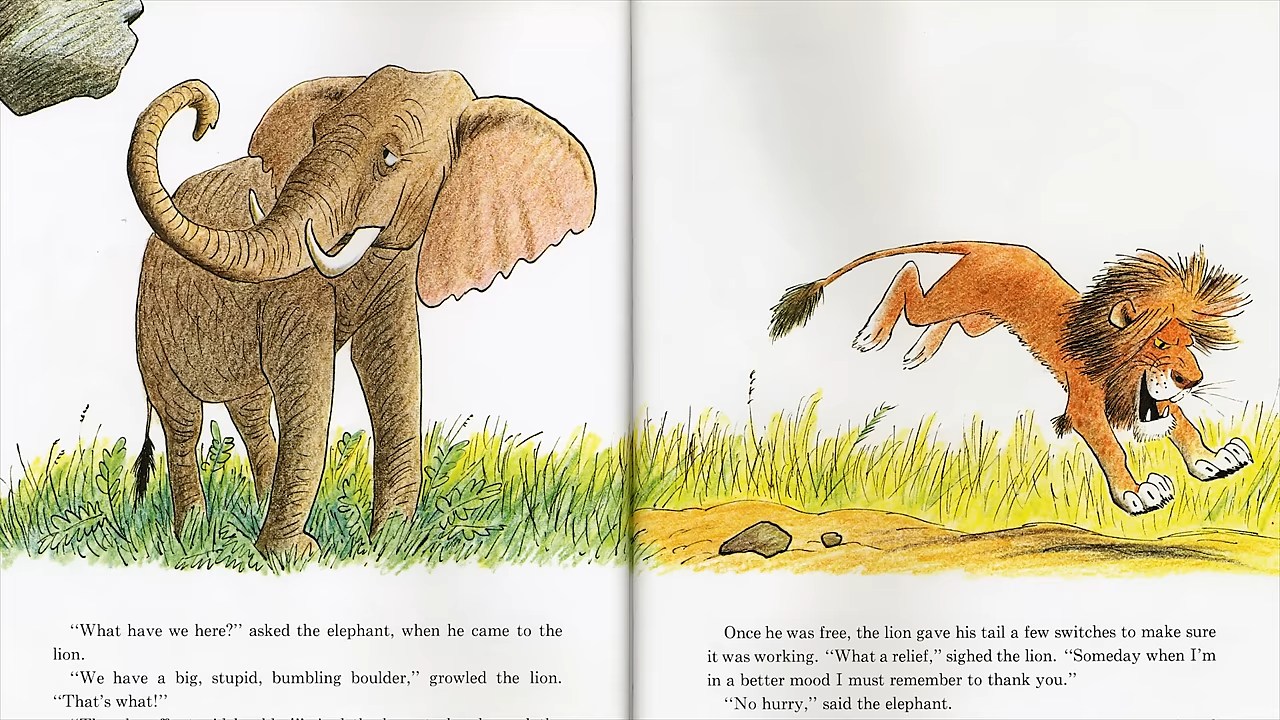 “What have we here?” asked the elephant, when he came to the
lion.
“We have a big, stupid, bumbling boulder,” growled the lion.
“That’s what!”
Once he was free, the lion gave his tail a few switches to make sure
it was working. “What a relief,” sighed the lion. “Someday when I’m
in a better mood I must remember to thank you.”
“No hurry,” said the elephant.